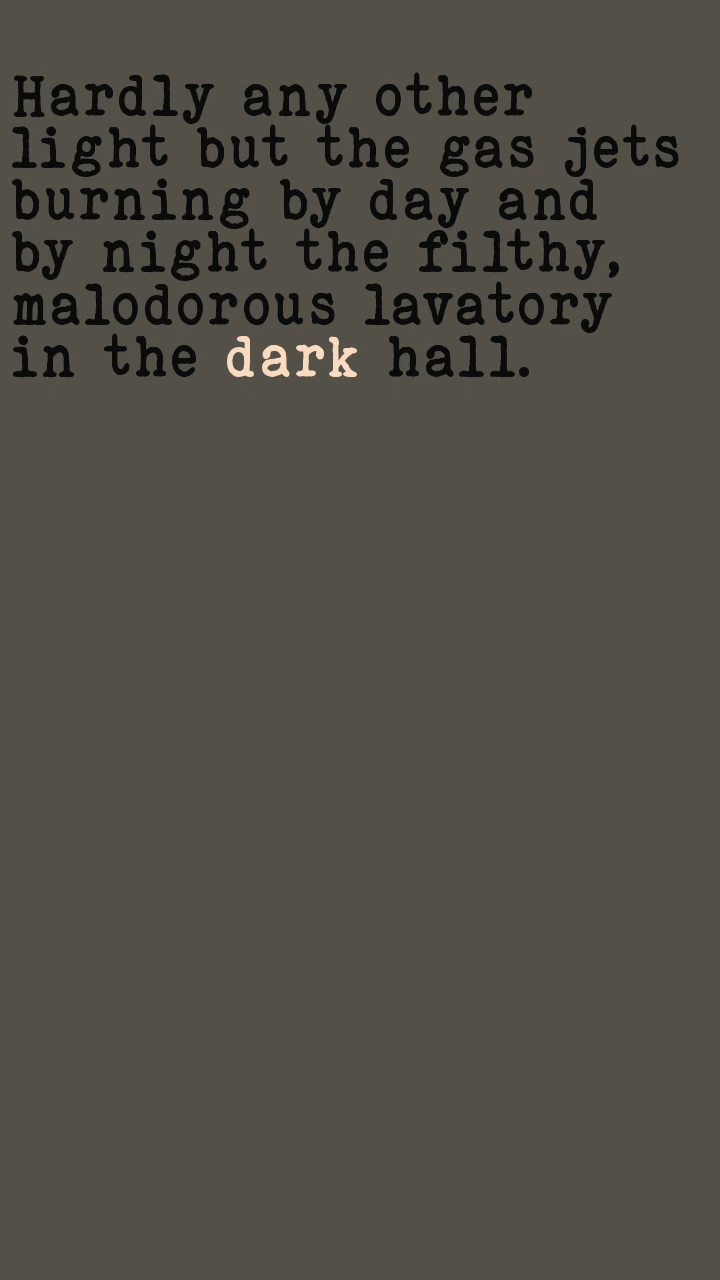 Hardly any other
light but the gas jets
burning by day and
by night the filthy,
malodorous lavatory
in the dark hall.